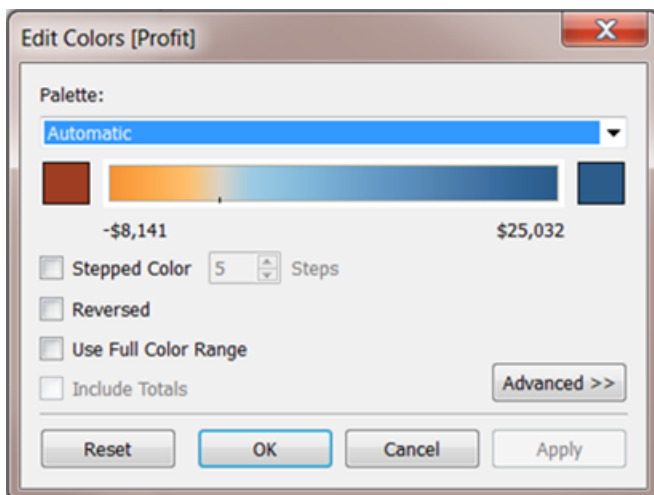 Edit Colors [Profit]
Palette:
Automatic
-$8,141 $25,032
Stepped Color 5 Steps
Reversed
Use Full Color Range
Include Totals
Advanced >>
Reset OK Cancel Apply